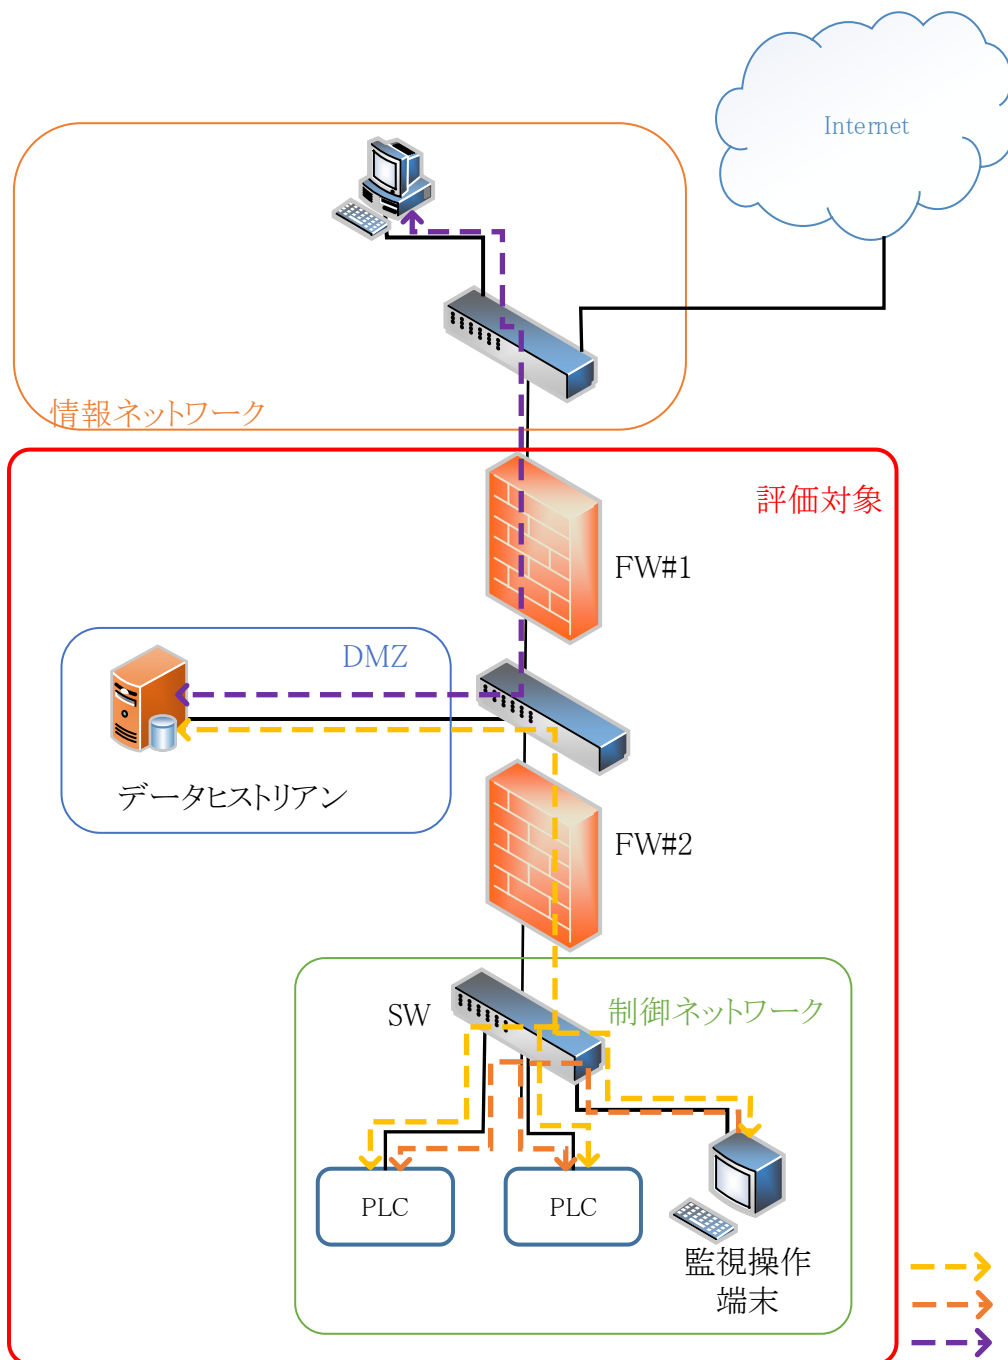 Internet
情報ネットワーク
評価対象
FW#1
DMZ
データヒストリアン
FW#2
SW
制御ネットワーク
PLC
PLC
監視操作
端末